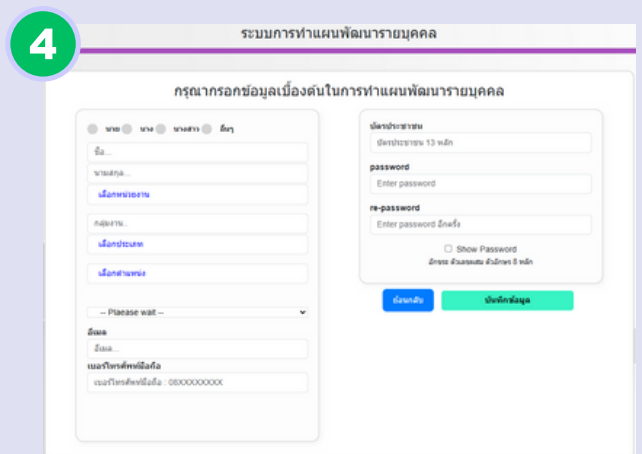 4
ระบบการทำแผนพัฒนารายบุคคล
กรุณากรอกข้อมูลเบื้องต้นในการทำแผนพัฒนารายบุคคล
นาย นาง นางสาว อื่นๆ
ชื่อ...
นามสกุล...
เลือกหน่วยงาน
กลุ่มงาน..
เลือกประเภท
เลือกตำแหน่ง
-- Plaease wait --
อีเมล
อีเมล...
เบอร์โทรศัพท์มือถือ
เบอร์โทรศัพท์มือถือ : 08XXXXXXXX
บัตรประชาชน
บัตรประชาชน 13 หลัก
password
Enter password
re-password
Enter password อีกครั้ง
Show Password
อักขระ ตัวเลขผสม ตัวอักษร 8 หลัก
ย้อนกลับ
บันทึกข้อมูล